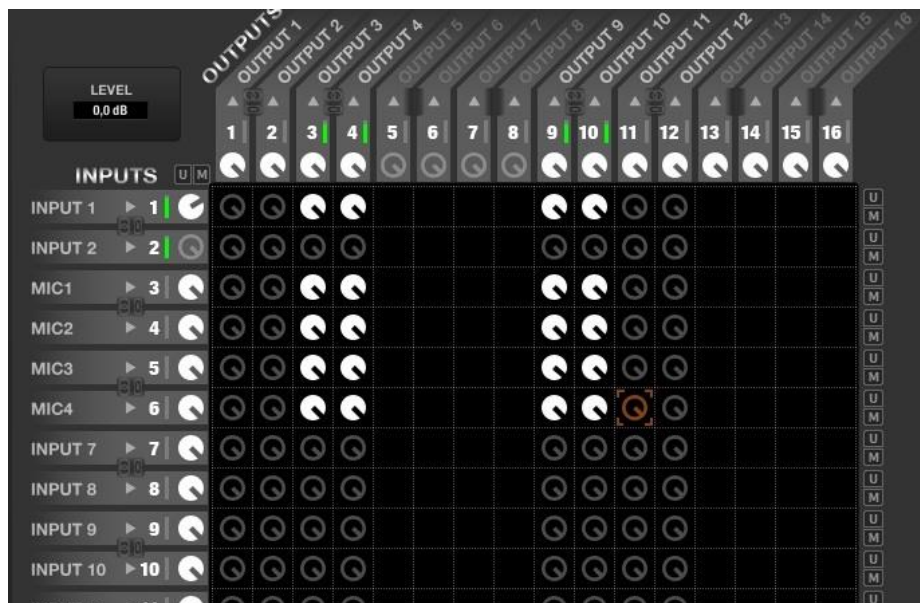 OUTPUTS
OUTPUT 1
OUTPUT 2
OUTPUT 3
OUTPUT 4
OUTPUT 5
OUTPUT 6
OUTPUT 7
OUTPUT 8
OUTPUT 9
OUTPUT 10
OUTPUT 11
OUTPUT 12
OUTPUT 13
OUTPUT 14
OUTPUT 15
OUTPUT 16
LEVEL
0,0 dB
1 2 3 4 5 6 7 8 9 10 11 12 13 14 15 16
INPUTS U M
INPUT 1 1 U M
INPUT 2 2 U M
MIC1 3 U M
MIC2 4 U M
MIC3 5 U M
MIC4 6 U M
INPUT 7 7 U M
INPUT 8 8 U M
INPUT 9 9 U M
INPUT 10 10 U M
U